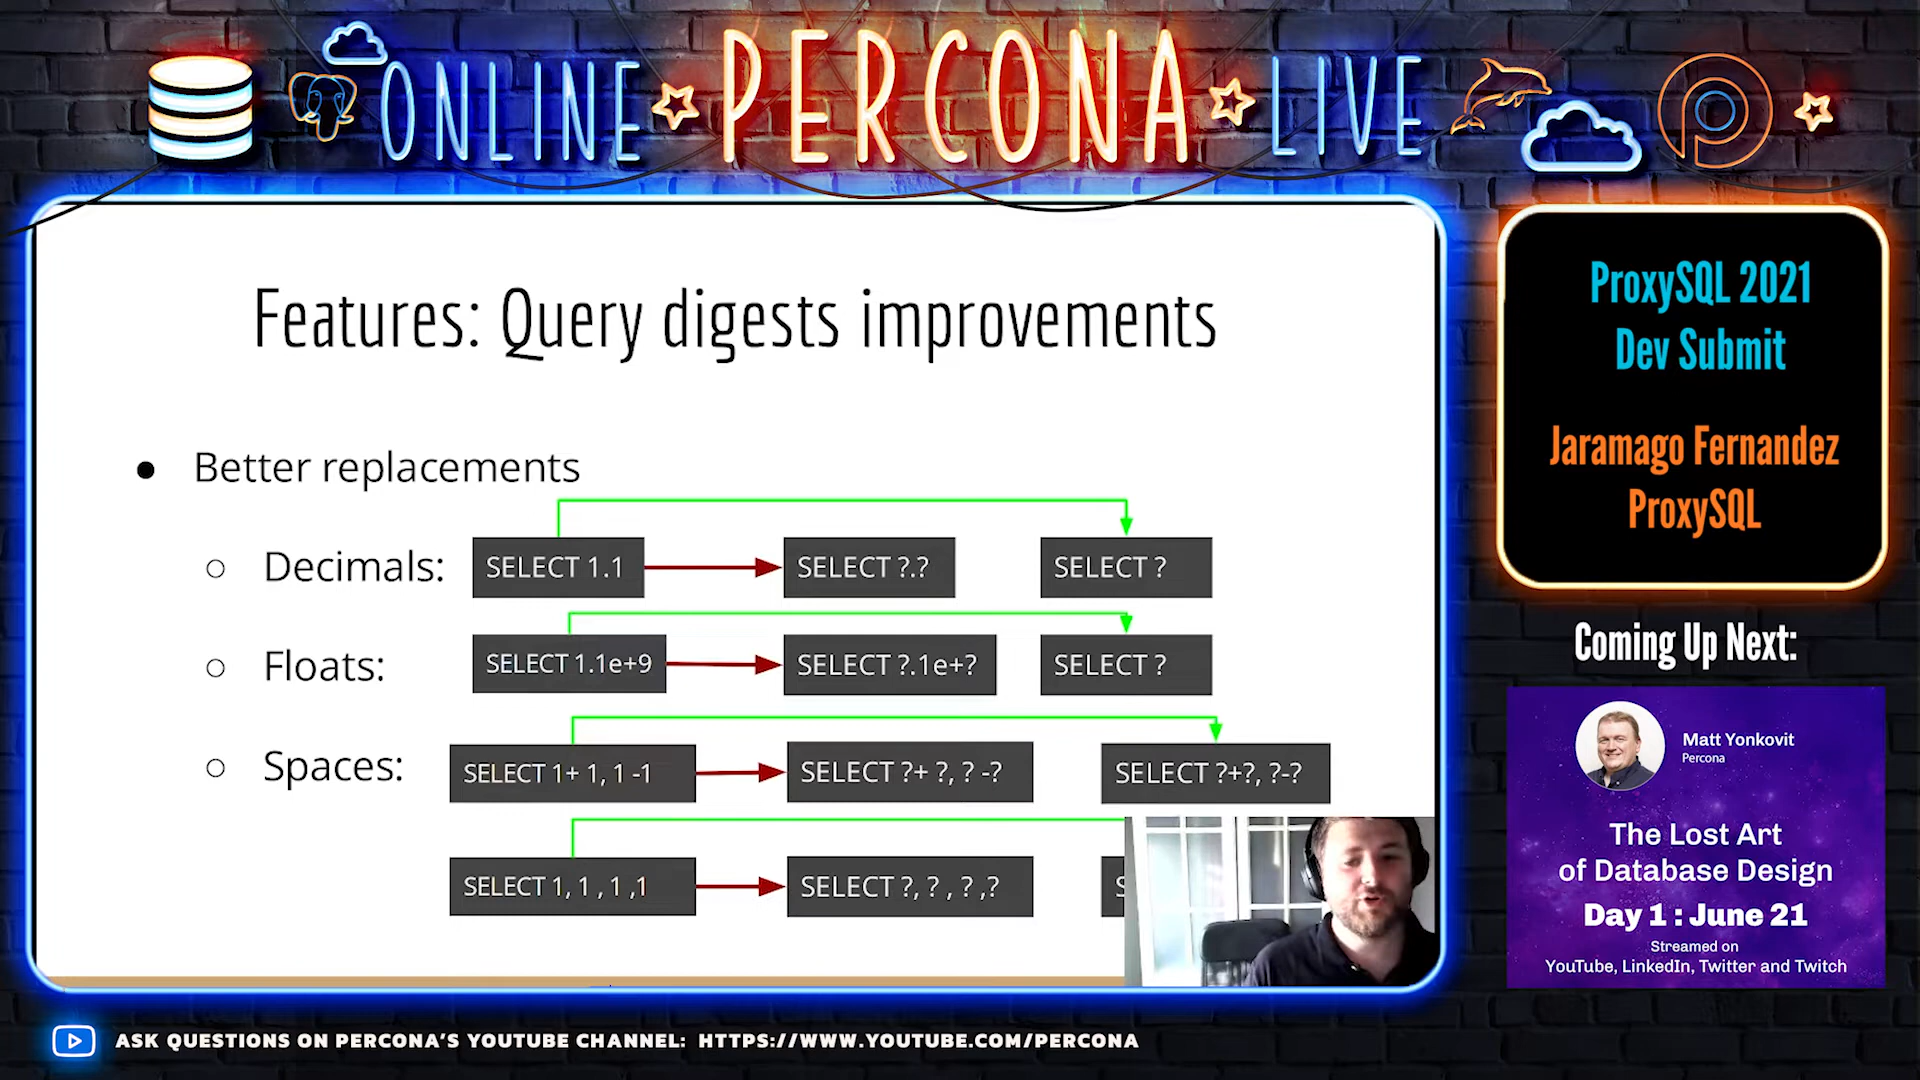 ONLINE PERCONA LIVE
Features: Query digests improvements
● Better replacements
○ Decimals: SELECT 1.1 SELECT ?.? SELECT ?
○ Floats: SELECT 1.1e+9 SELECT ?.1e+? SELECT ?
○ Spaces: SELECT 1+ 1, 1 -1 SELECT ?+ ?, ? -? SELECT ?+?, ?-?
SELECT 1, 1 , 1 ,1 SELECT ?, ? , ? ,? S
ProxySQL 2021
Dev Submit
Jaramago Fernandez
ProxySQL
Coming Up Next:
Matt Yonkovit
Percona
The Lost Art
of Database Design
Day 1 : June 21
Streamed on
YouTube, LinkedIn, Twitter and Twitch
ASK QUESTIONS ON PERCONA'S YOUTUBE CHANNEL: HTTPS://WWW.YOUTUBE.COM/PERCONA